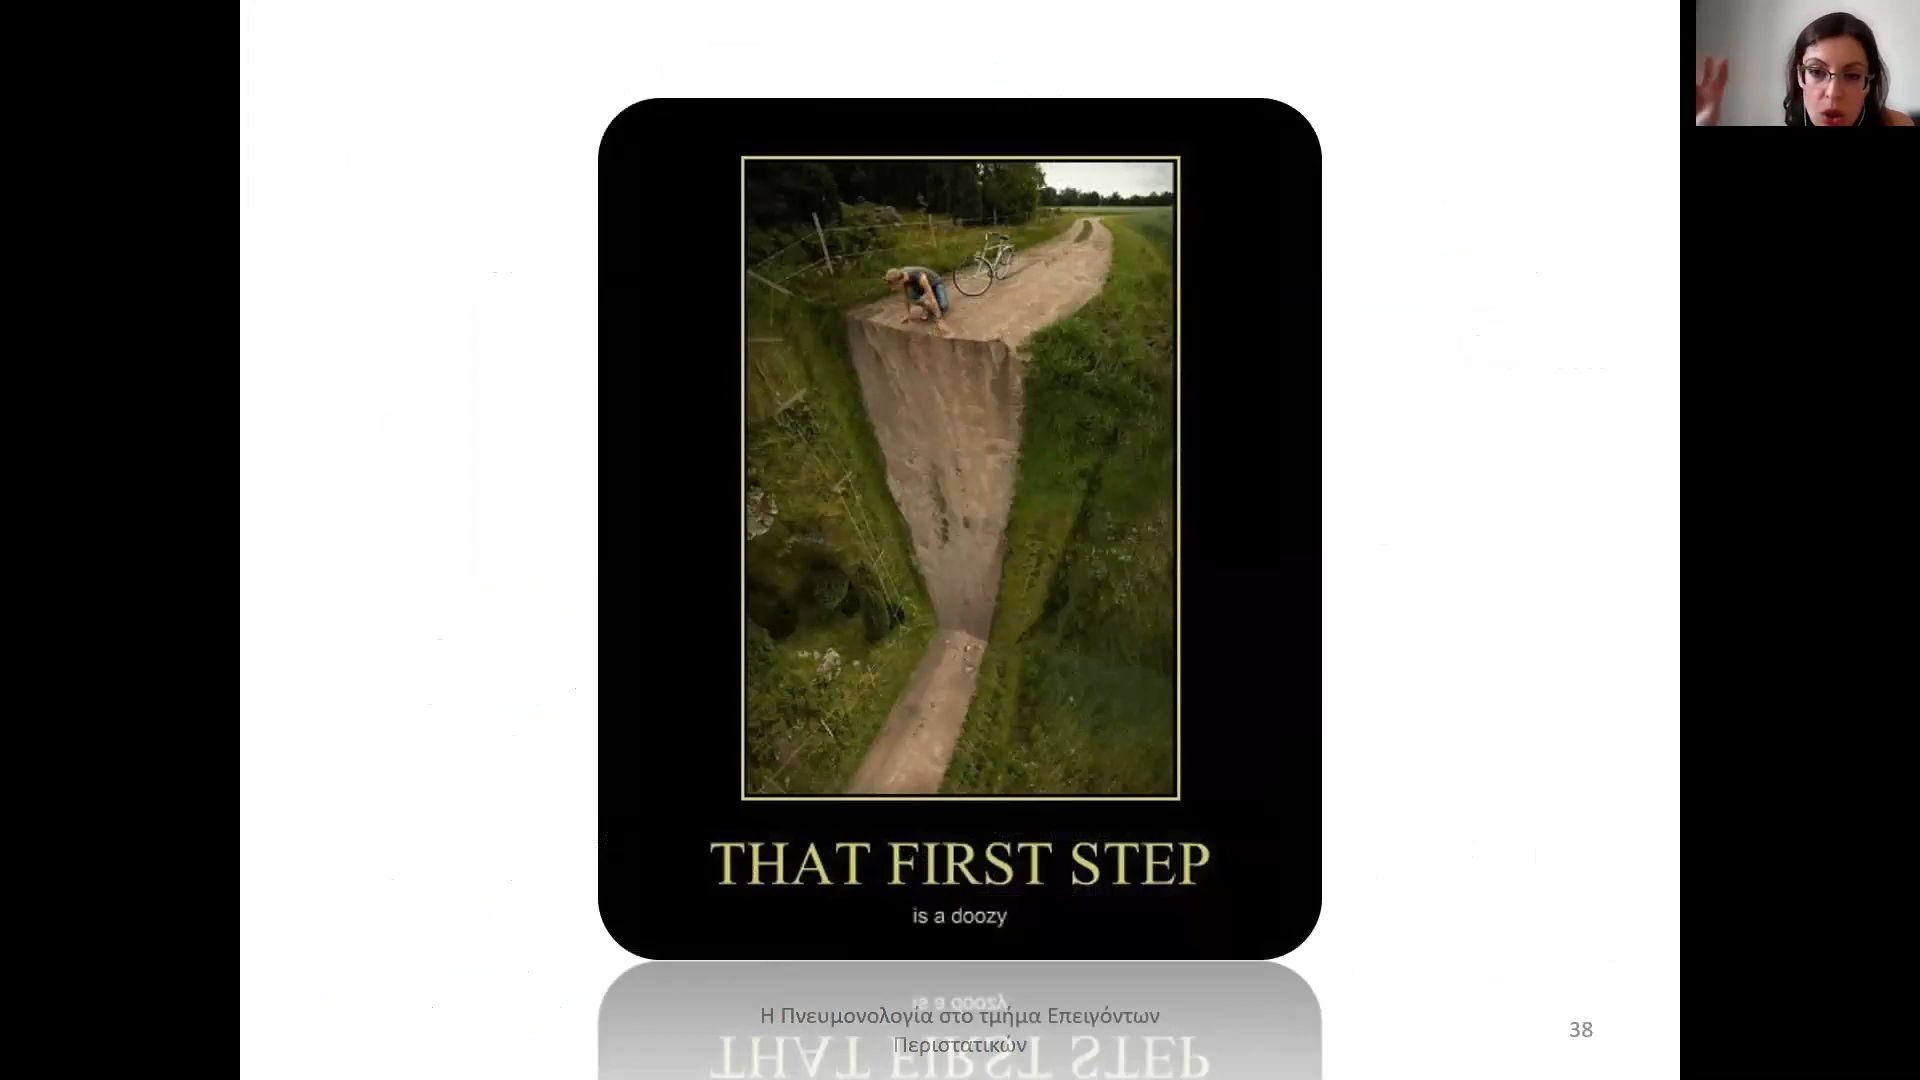 THAT FIRST STEP
is a doozy
Η Πνευμονολογία στο τμήμα Επειγόντων
Περιστατικών
38